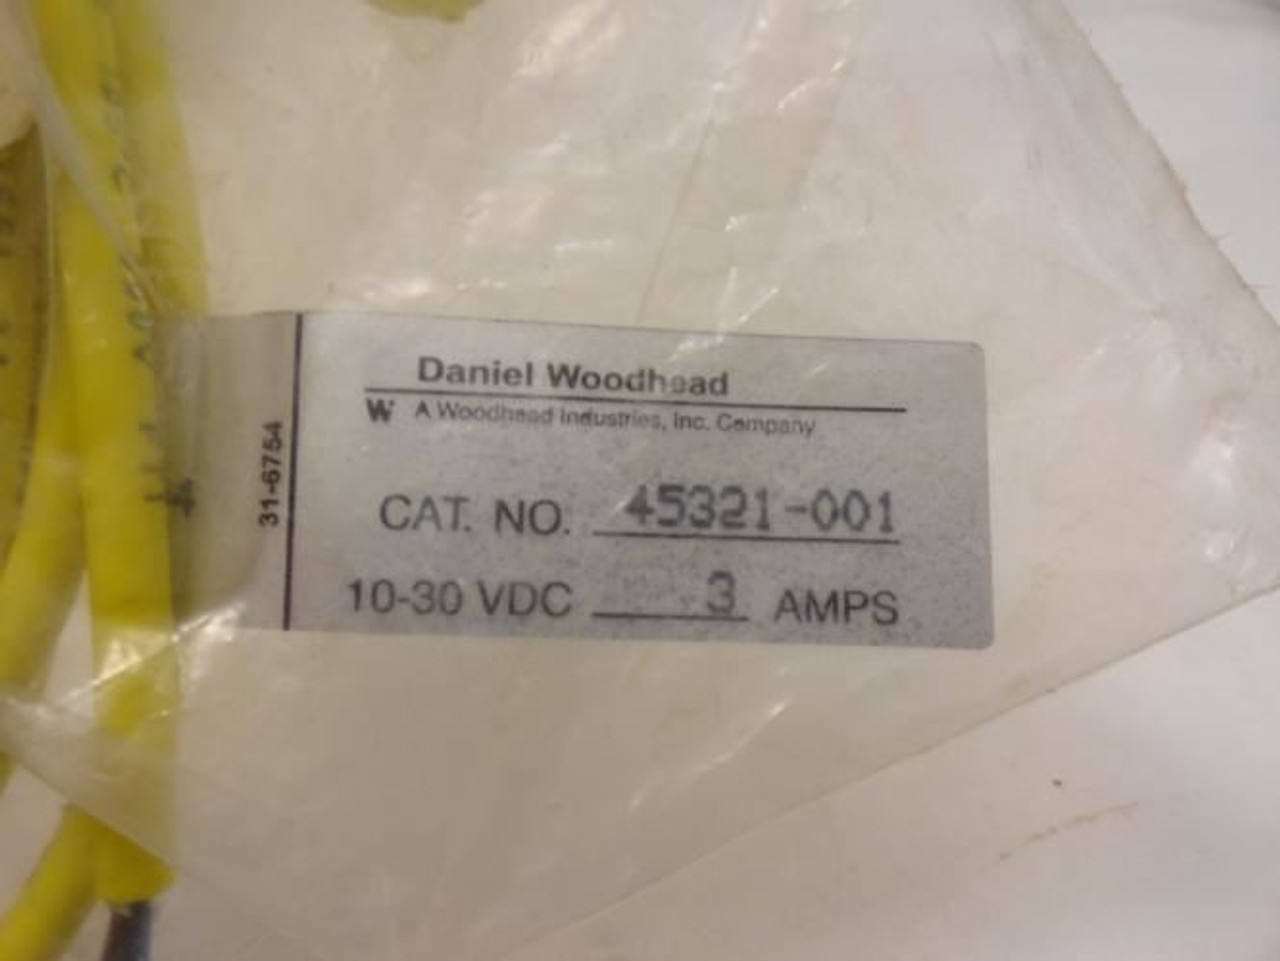 Daniel Woodhead
W A Woodhead Industries, Inc. Company
31-6754
CAT. NO. 45321-001
10-30 VDC 3 AMPS